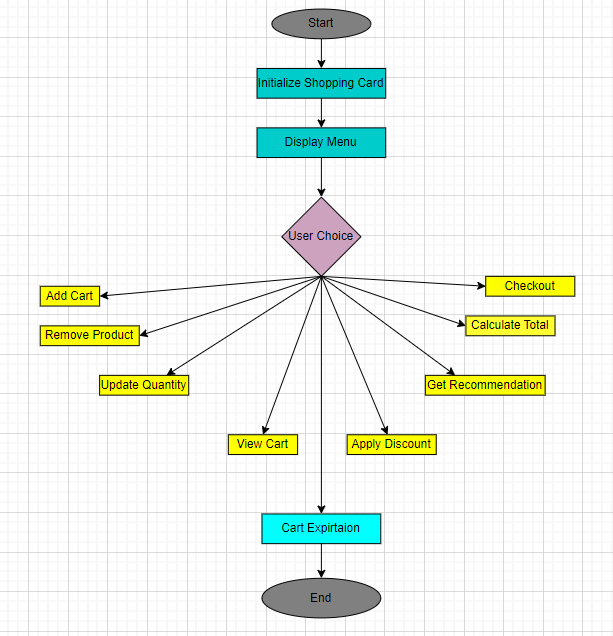 Start
Initialize Shopping Card
Display Menu
User Choice
Checkout
Add Cart
Calculate Total
Remove Product
Update Quantity
Get Recommendation
View Cart
Apply Discount
Cart Expirtaion
End